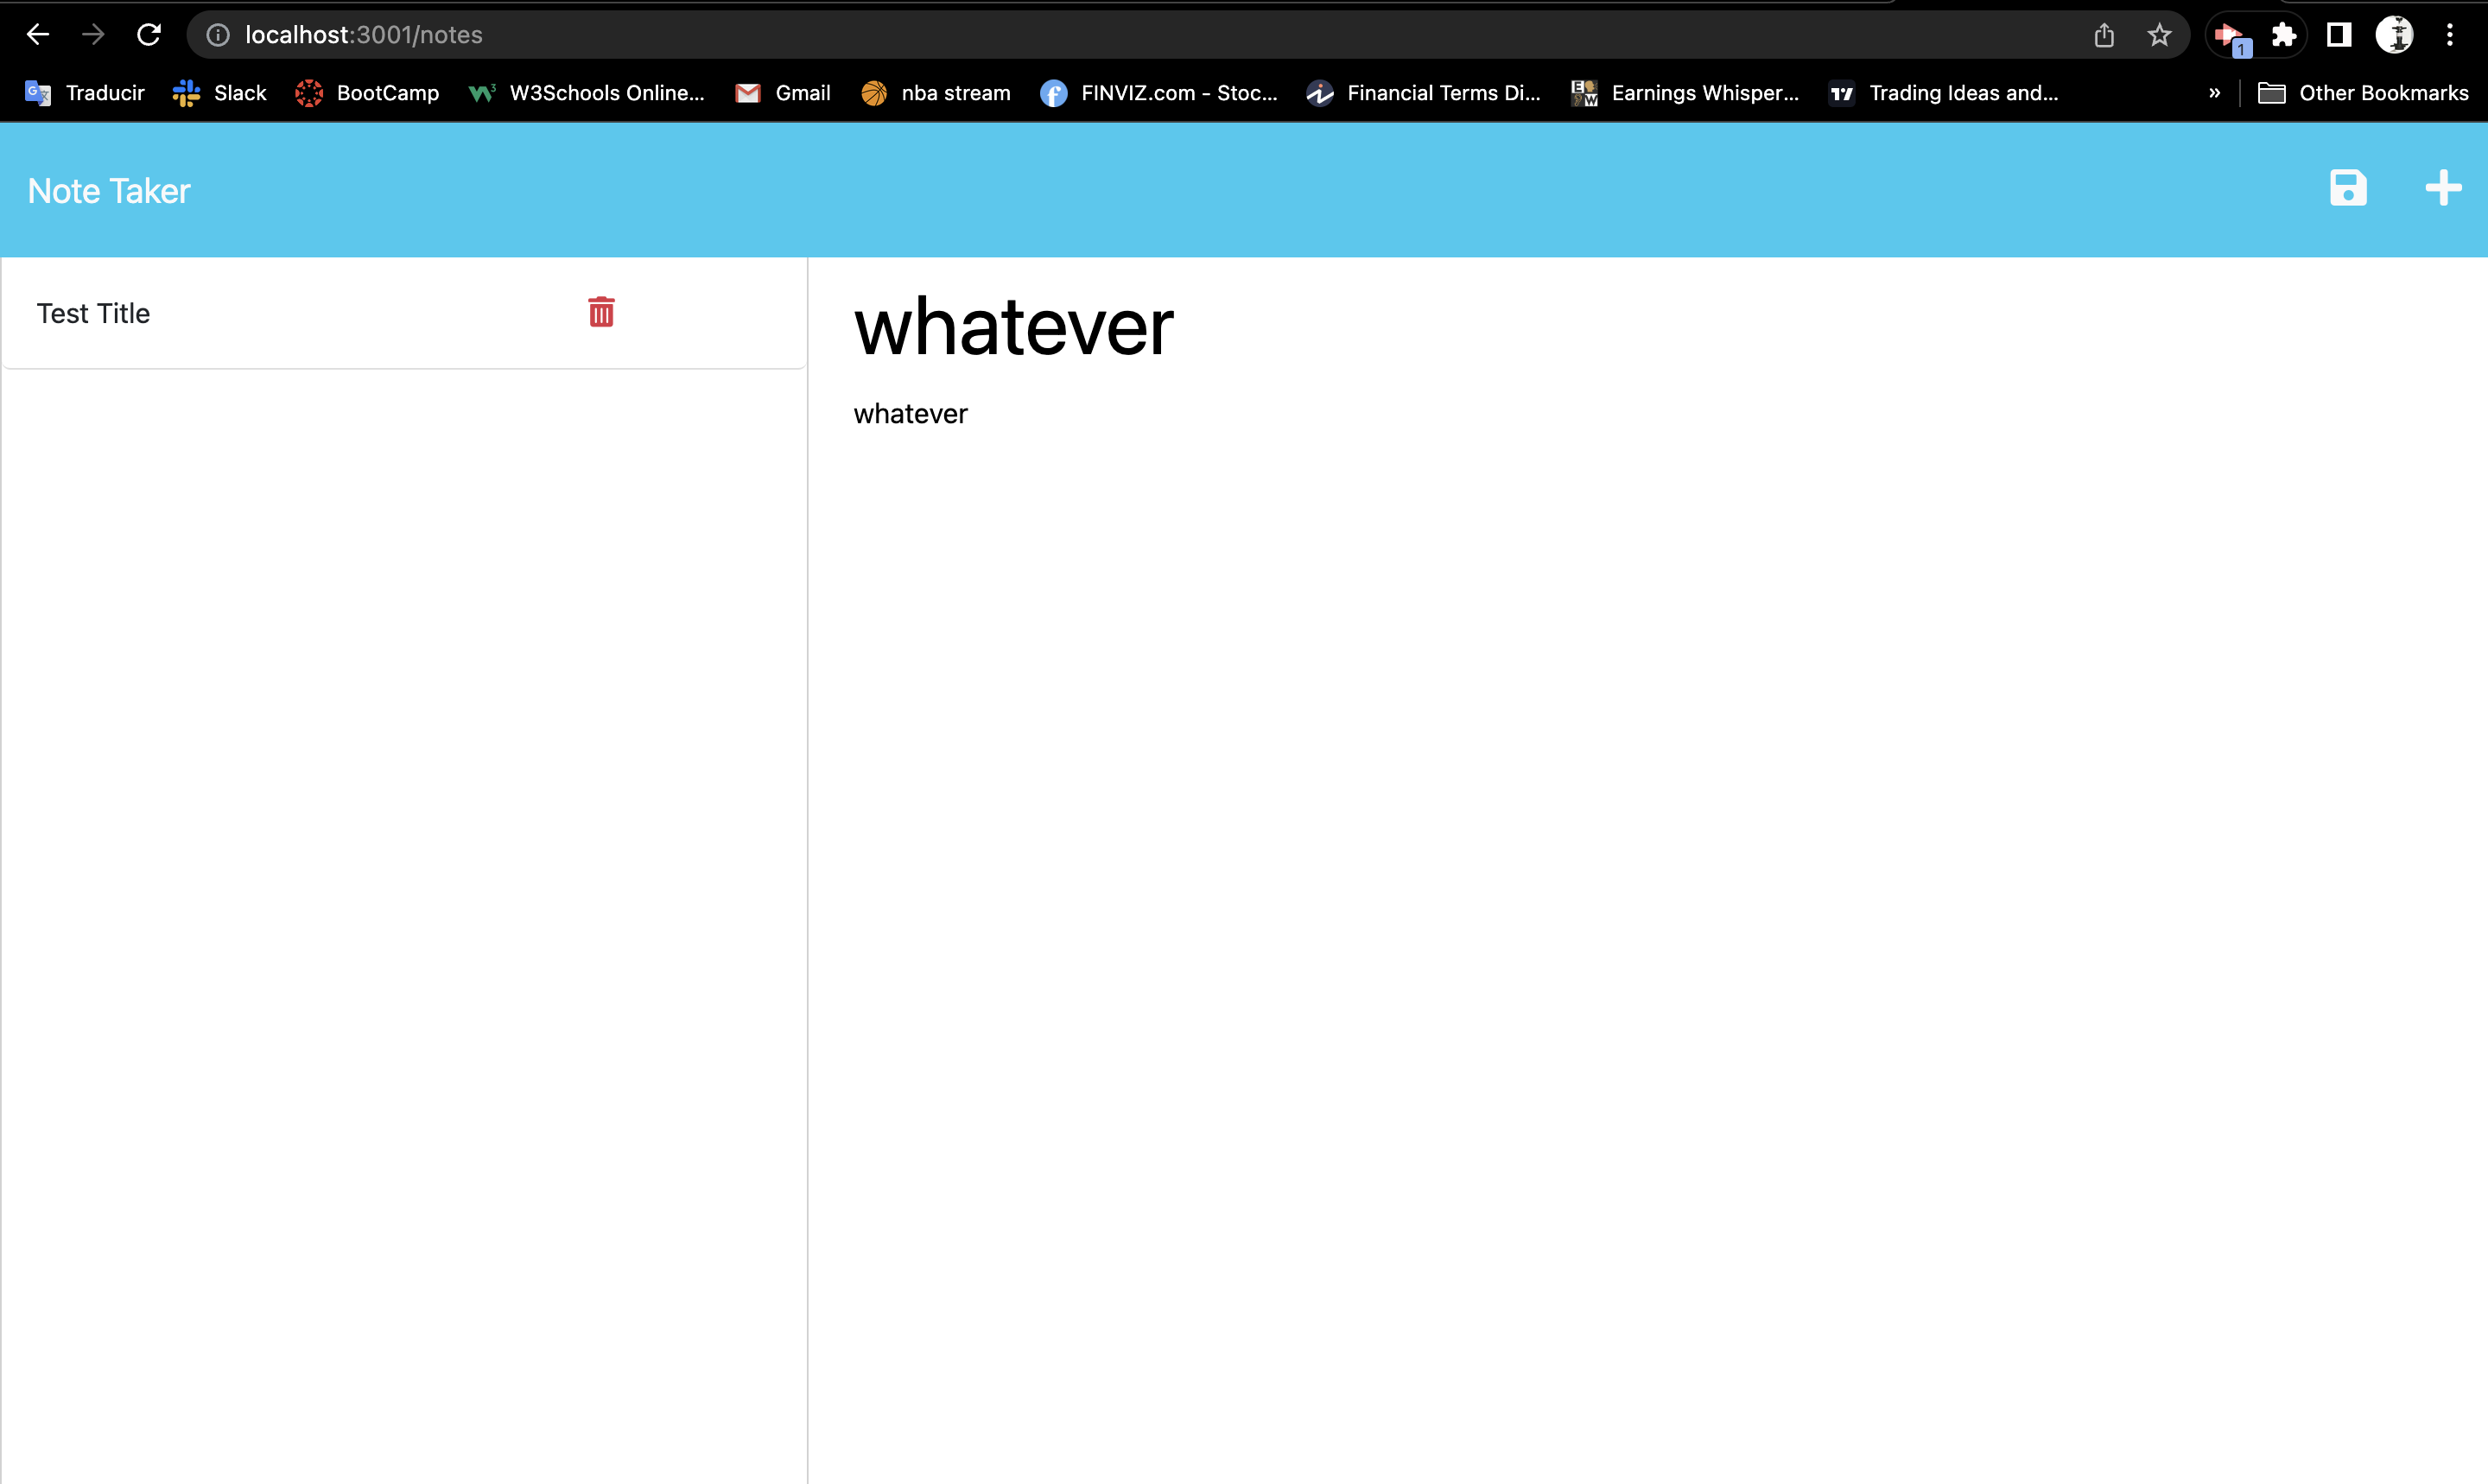 localhost:3001/notes
1
Traducir Slack BootCamp W3Schools Online... Gmail nba stream FINVIZ.com - Stoc... Financial Terms Di... Earnings Whisper... Trading Ideas and... » Other Bookmarks
Note Taker
Test Title
whatever
whatever